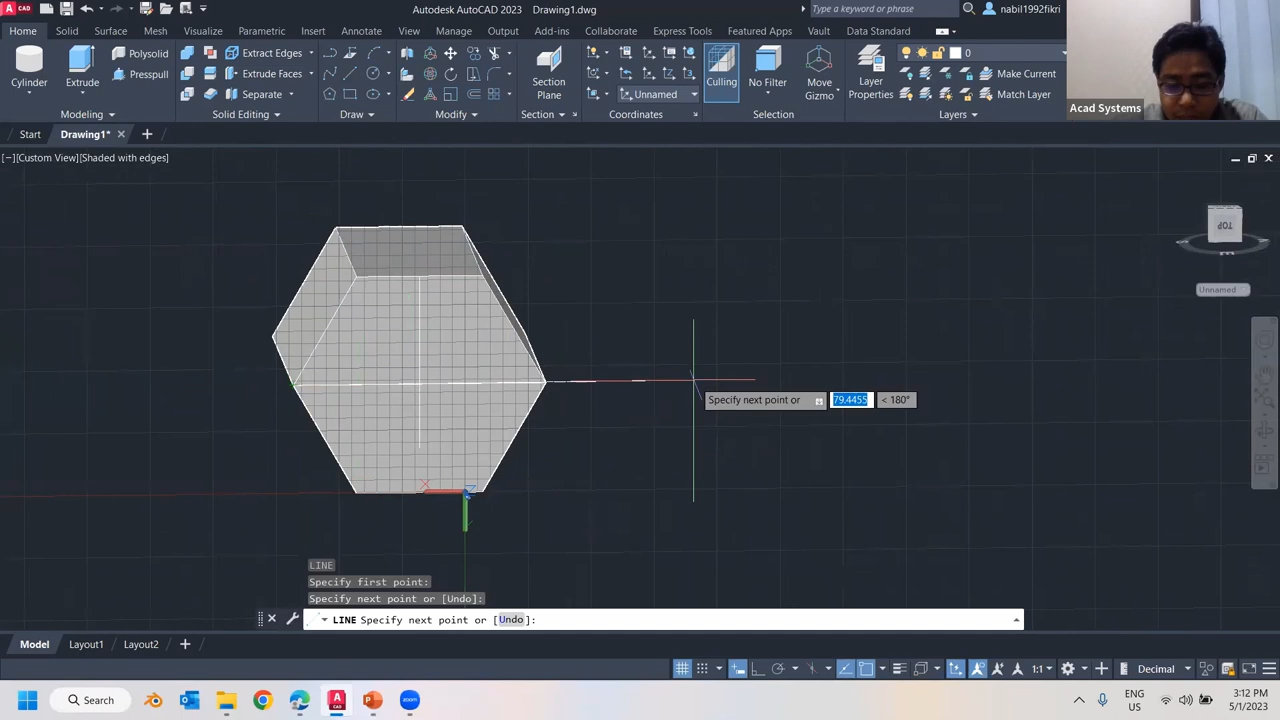 CAD
Autodesk AutoCAD 2023 Drawing1.dwg
Type a keyword or phrase
nabil1992fikri
Home Solid Surface Mesh Visualize Parametric Insert Annotate View Manage Output Add-ins Collaborate Express Tools Featured Apps Vault Data Standard
Cylinder
Extrude
Polysolid
Presspull
Extract Edges
Extrude Faces
Separate
Section
Plane
Unnamed
Culling
No Filter
Move
Gizmo
Layer
Properties
0
Make Current
Match Layer
Acad Systems
Modeling
Solid Editing
Draw
Modify
Section
Coordinates
Selection
Layers
Start Drawing1*
[−][Custom View][Shaded with edges]
TOP
Unnamed
Specify next point or 79.4455 < 180°
X
LINE
Specify first point:
Specify next point or [Undo]:
LINE Specify next point or [Undo]:
Model Layout1 Layout2
1:1
Decimal
Search
zoom
ENG
US
3:12 PM
5/1/2023